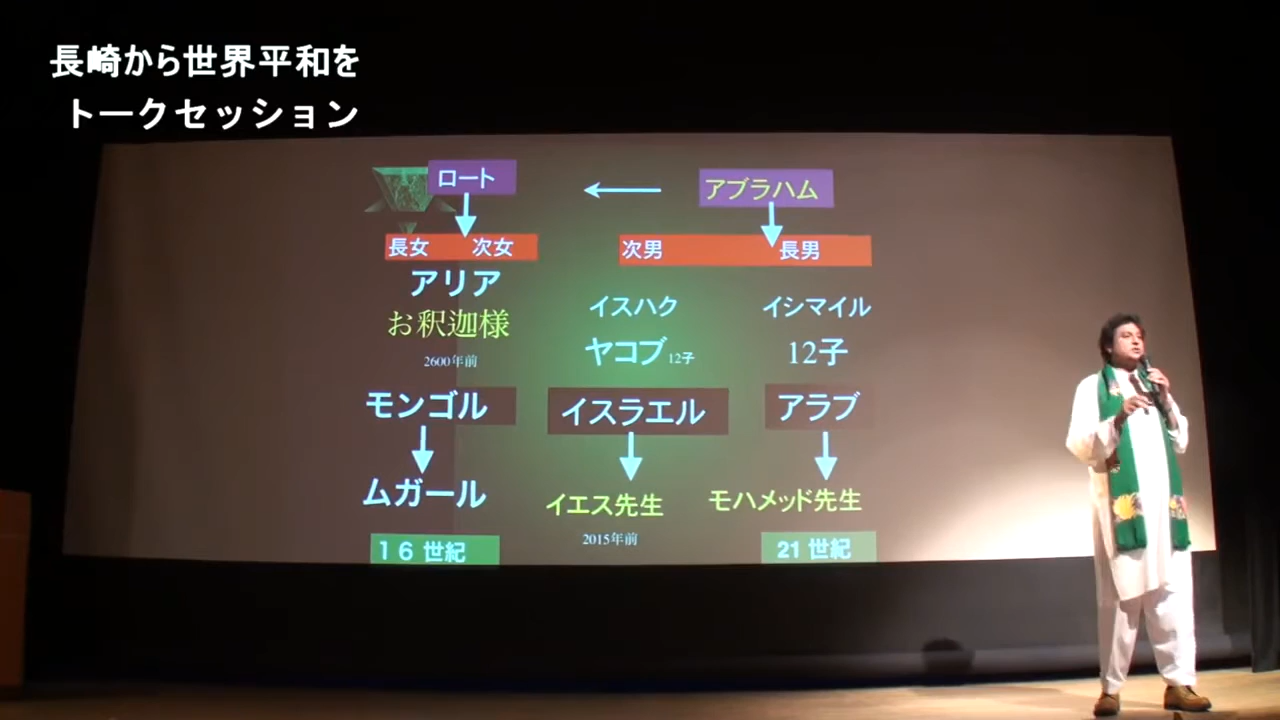 長崎から世界平和を
トークセッション
ロート
アブラハム
長女 次女
次男 長男
アリア
お釈迦様
2600年前
イスハク
イシマイル
ヤコブ 12子
12子
モンゴル
イスラエル
アラブ
ムガール
イエス先生
モハメッド先生
2015年前
16 世紀
21 世紀